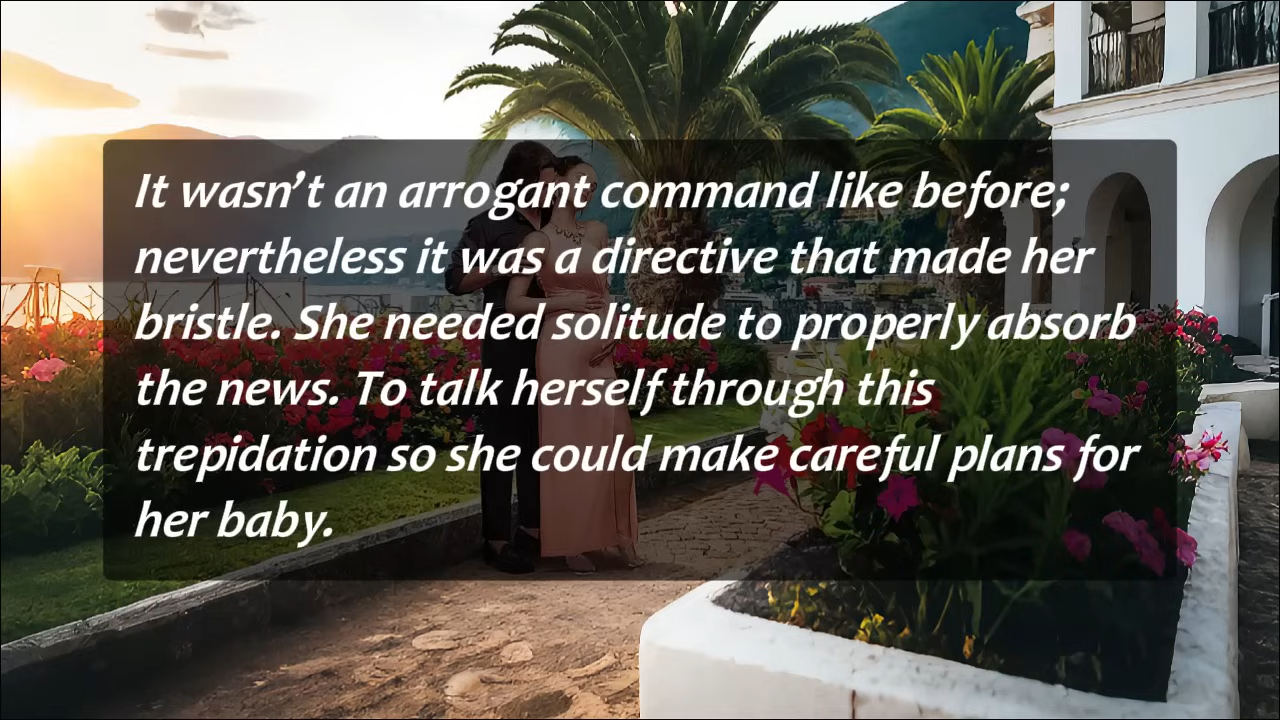 It wasn’t an arrogant command like before;
nevertheless it was a directive that made her
bristle. She needed solitude to properly absorb
the news. To talk herself through this
trepidation so she could make careful plans for
her baby.